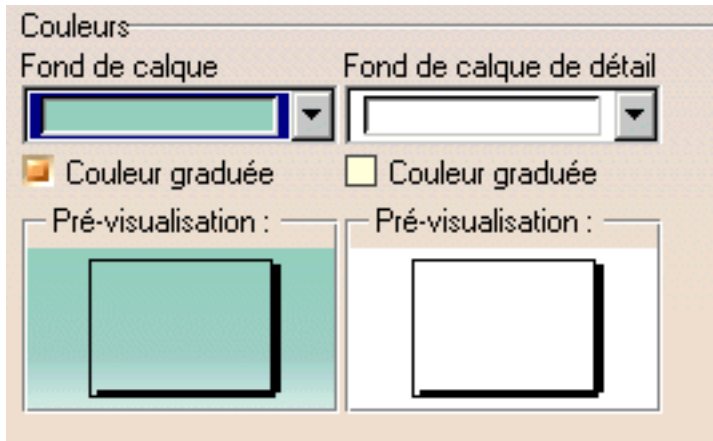 Couleurs
Fond de calque
Fond de calque de détail
Couleur graduée
Couleur graduée
Pré-visualisation :
Pré-visualisation :